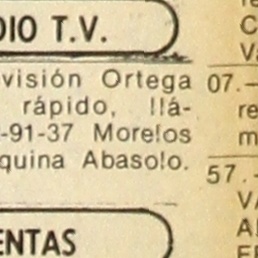 DIO T.V.
visión Ortega
rápido, llá-
-91-37 Morelos
quina Abasolo.
ENTAS
07.—
57.-